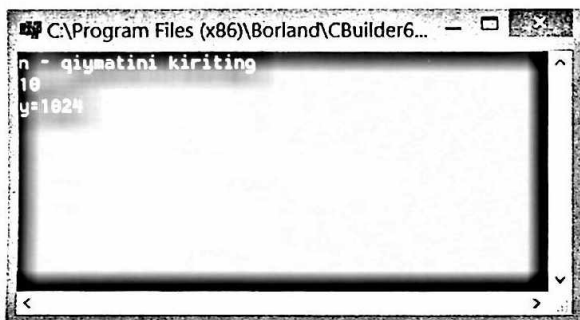 C:\Program Files (x86)\Borland\CBuilder6...
n - qiymatini kiriting
10
y=1024